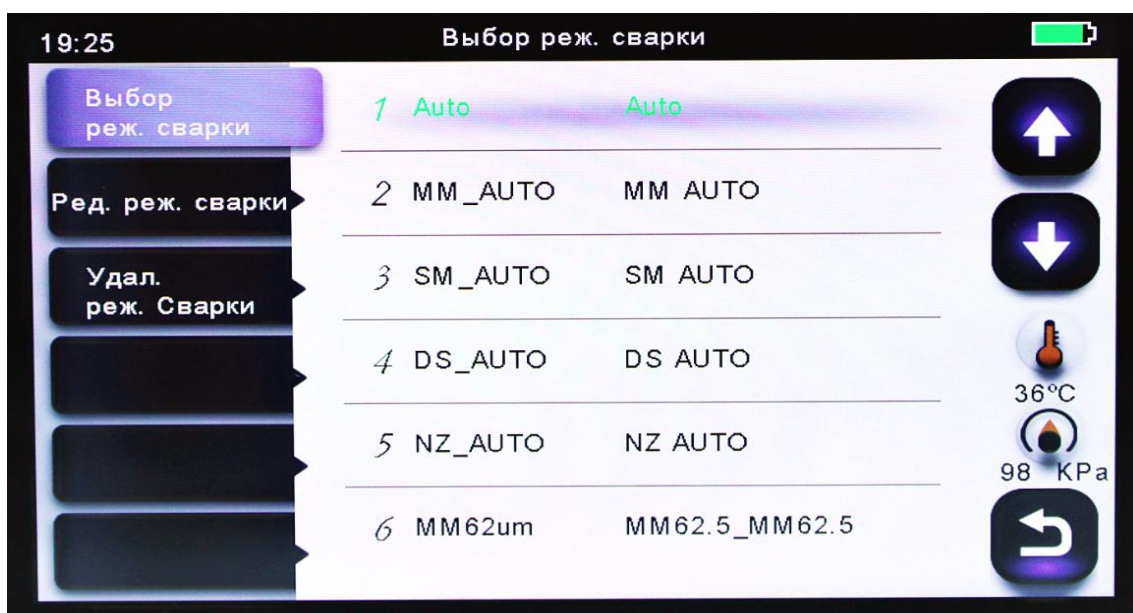 19:25
Выбор реж. сварки
Выбор
реж. сварки
Ред. реж. сварки
Удал.
реж. Сварки
1 Auto Auto
2 MM_AUTO MM AUTO
3 SM_AUTO SM AUTO
4 DS_AUTO DS AUTO
5 NZ_AUTO NZ AUTO
6 MM62um MM62.5_MM62.5
36°C
98 KPa